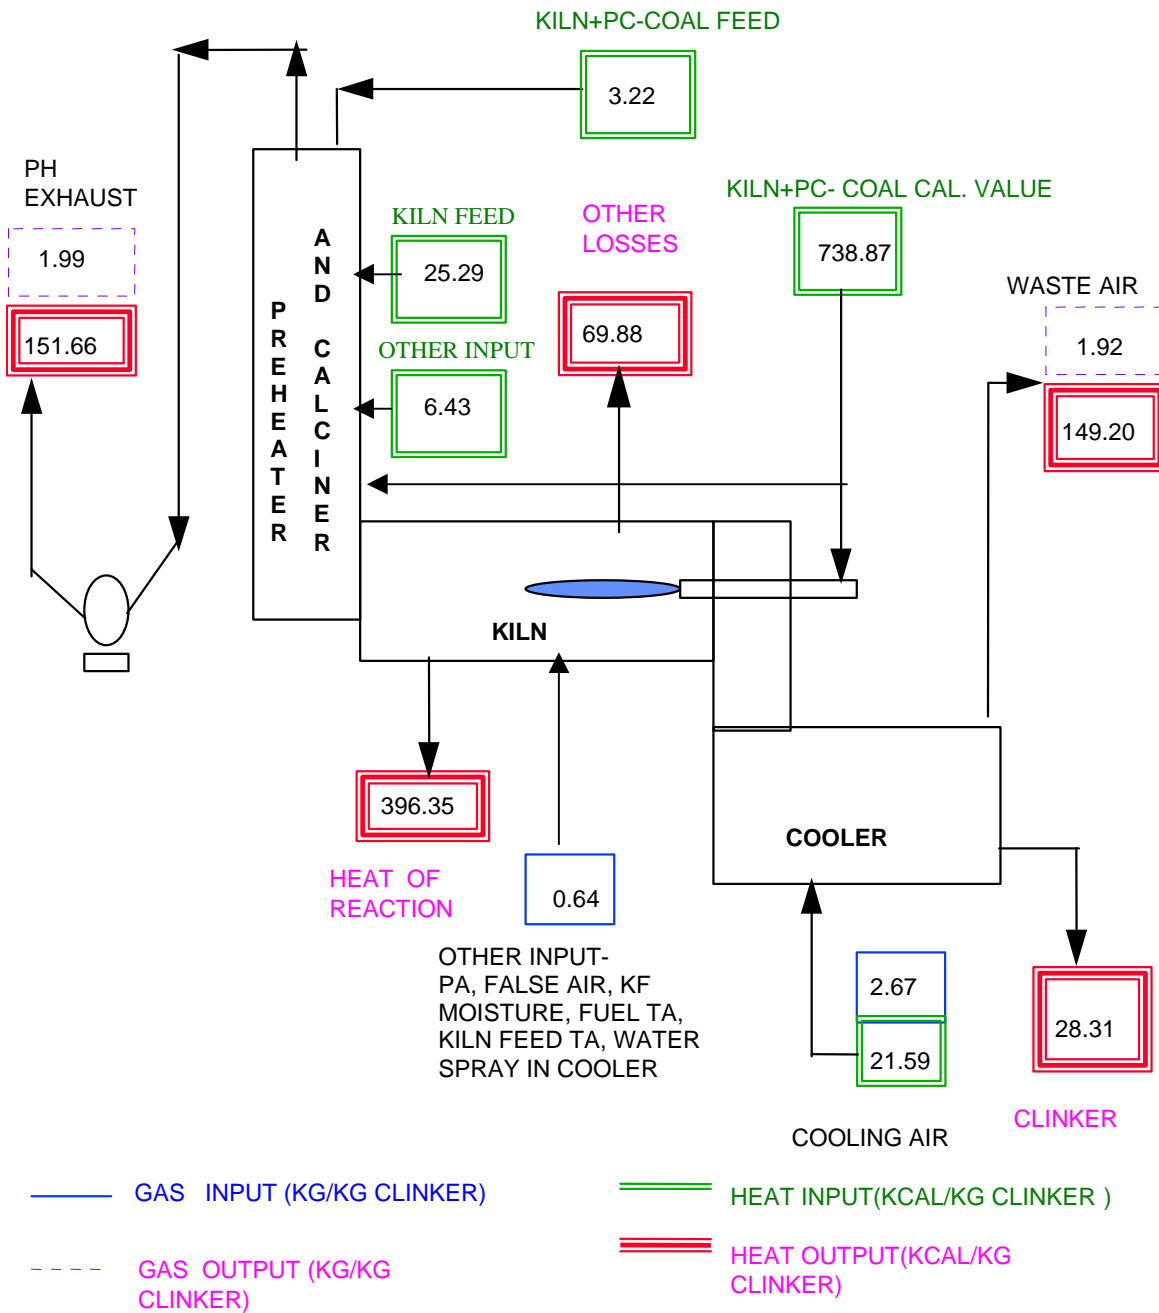 KILN+PC-COAL FEED
3.22
PH
EXHAUST
1.99
151.66
KILN FEED
25.29
OTHER INPUT
6.43
OTHER
LOSSES
69.88
KILN+PC- COAL CAL. VALUE
738.87
WASTE AIR
1.92
149.20
PREHEATER
AND CALCINER
KILN
396.35
HEAT OF
REACTION
0.64
OTHER INPUT-
PA, FALSE AIR, KF
MOISTURE, FUEL TA,
KILN FEED TA, WATER
SPRAY IN COOLER
COOLER
2.67
21.59
COOLING AIR
28.31
CLINKER
GAS INPUT (KG/KG CLINKER)
HEAT INPUT(KCAL/KG CLINKER )
GAS OUTPUT (KG/KG
CLINKER)
HEAT OUTPUT(KCAL/KG
CLINKER)